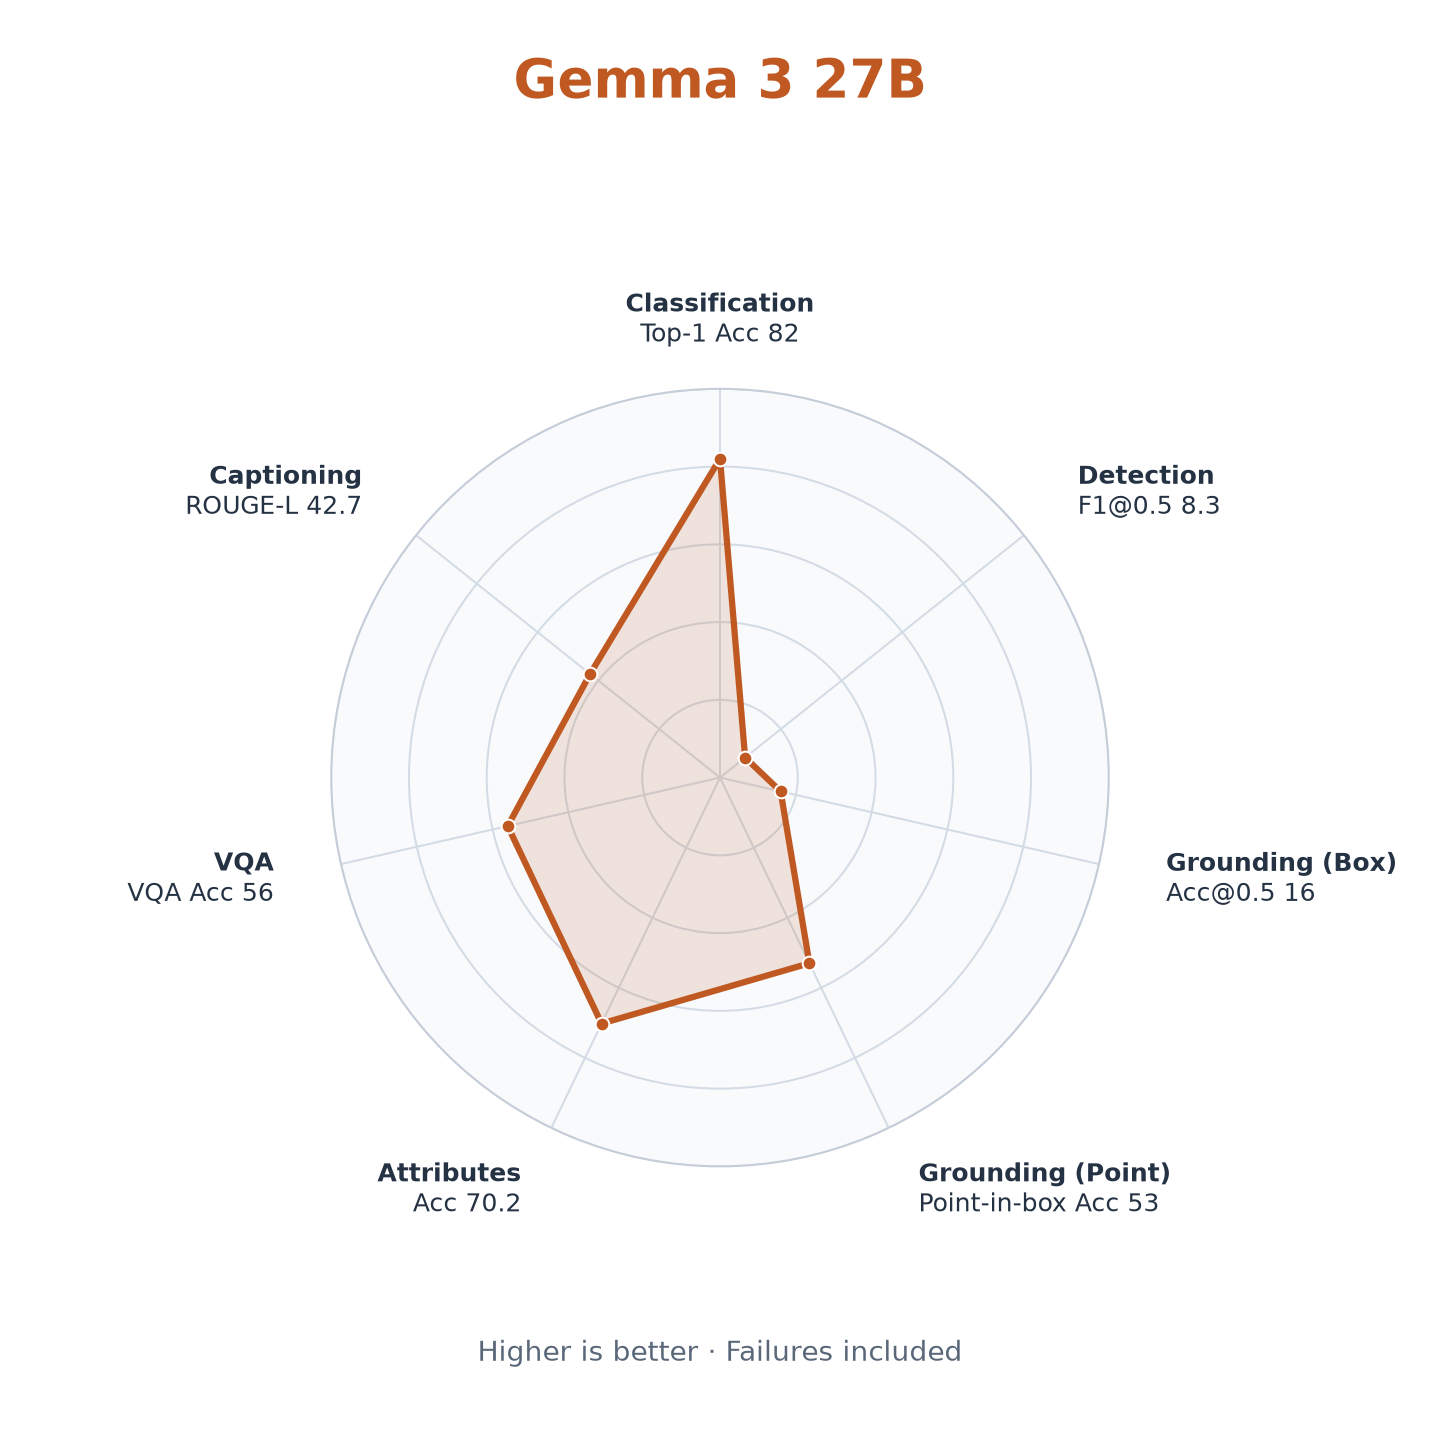 Gemma 3 27B
Classification
Top-1 Acc 82
Captioning
ROUGE-L 42.7
Detection
F1@0.5 8.3
VQA
VQA Acc 56
Grounding (Box)
Acc@0.5 16
Attributes
Acc 70.2
Grounding (Point)
Point-in-box Acc 53
Higher is better · Failures included